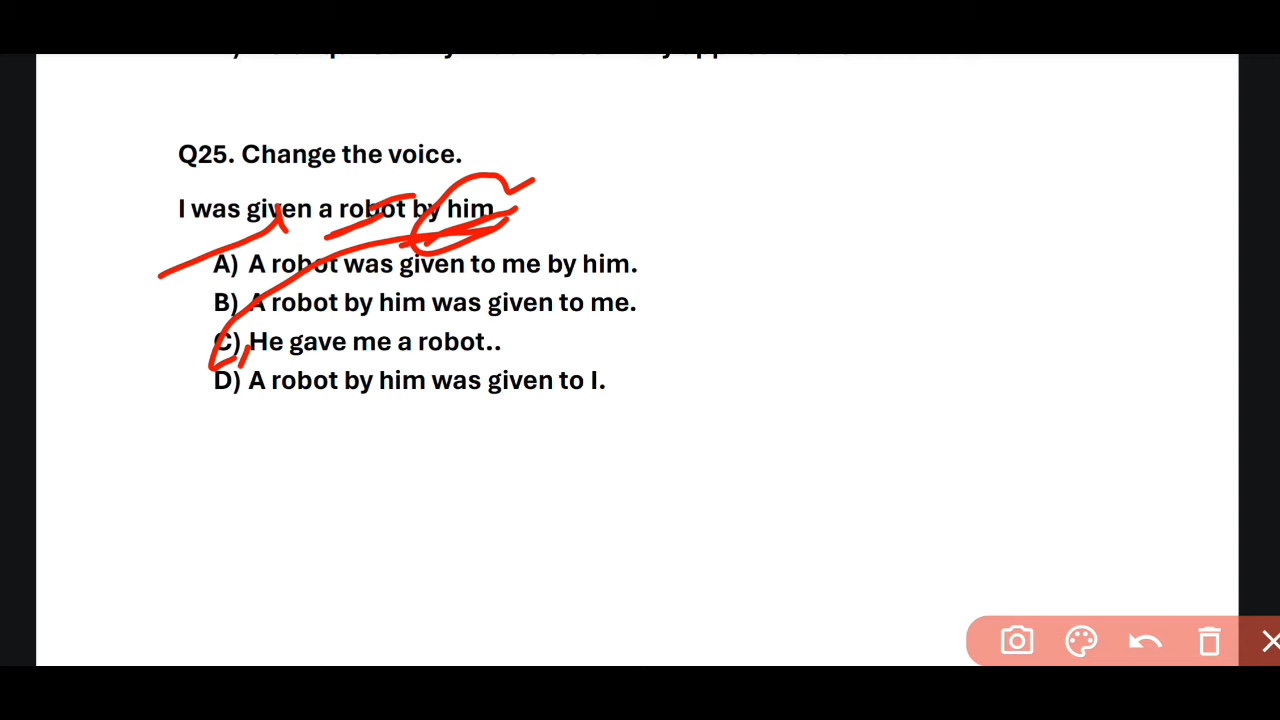 Q25. Change the voice.
I was given a robot by him
A) A robot was given to me by him.
B) A robot by him was given to me.
C) He gave me a robot..
D) A robot by him was given to I.